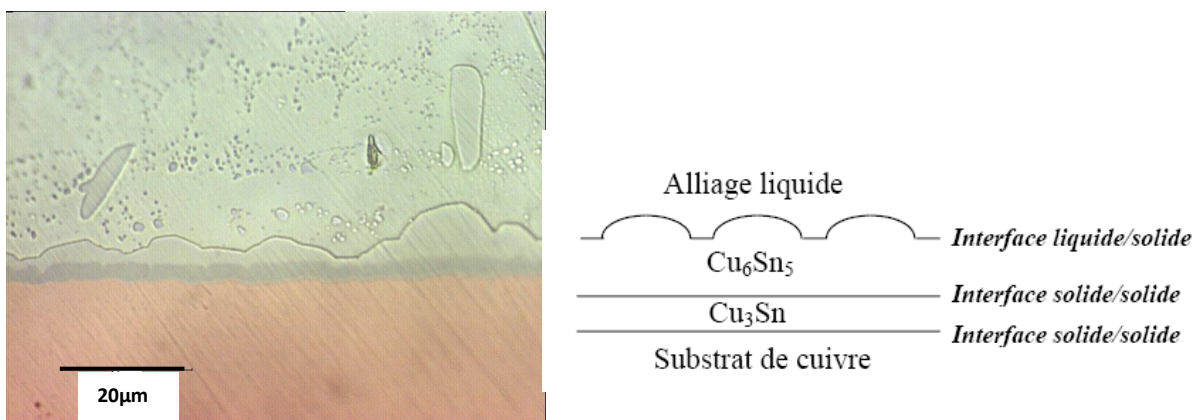 20µm
Alliage liquide
Interface liquide/solide
Cu₆Sn₅
Interface solide/solide
Cu₃Sn
Interface solide/solide
Substrat de cuivre